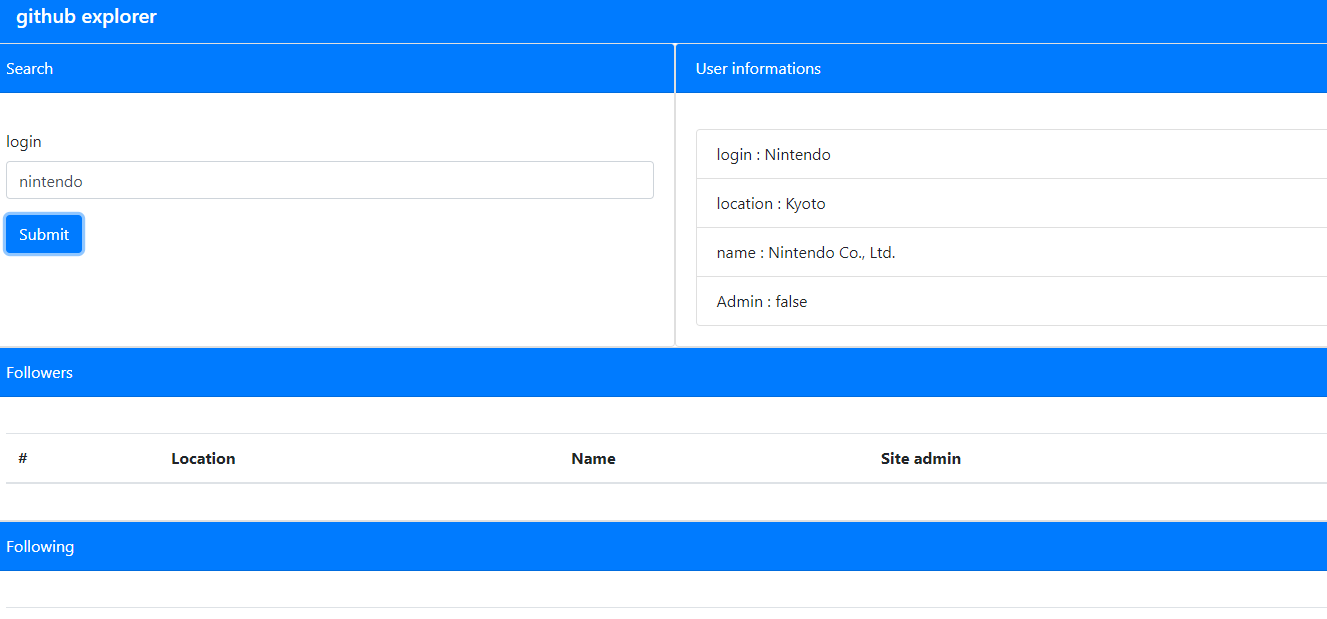 github explorer
Search
login
nintendo
Submit
User informations
login : Nintendo
location : Kyoto
name : Nintendo Co., Ltd.
Admin : false
Followers
# Location Name Site admin
Following